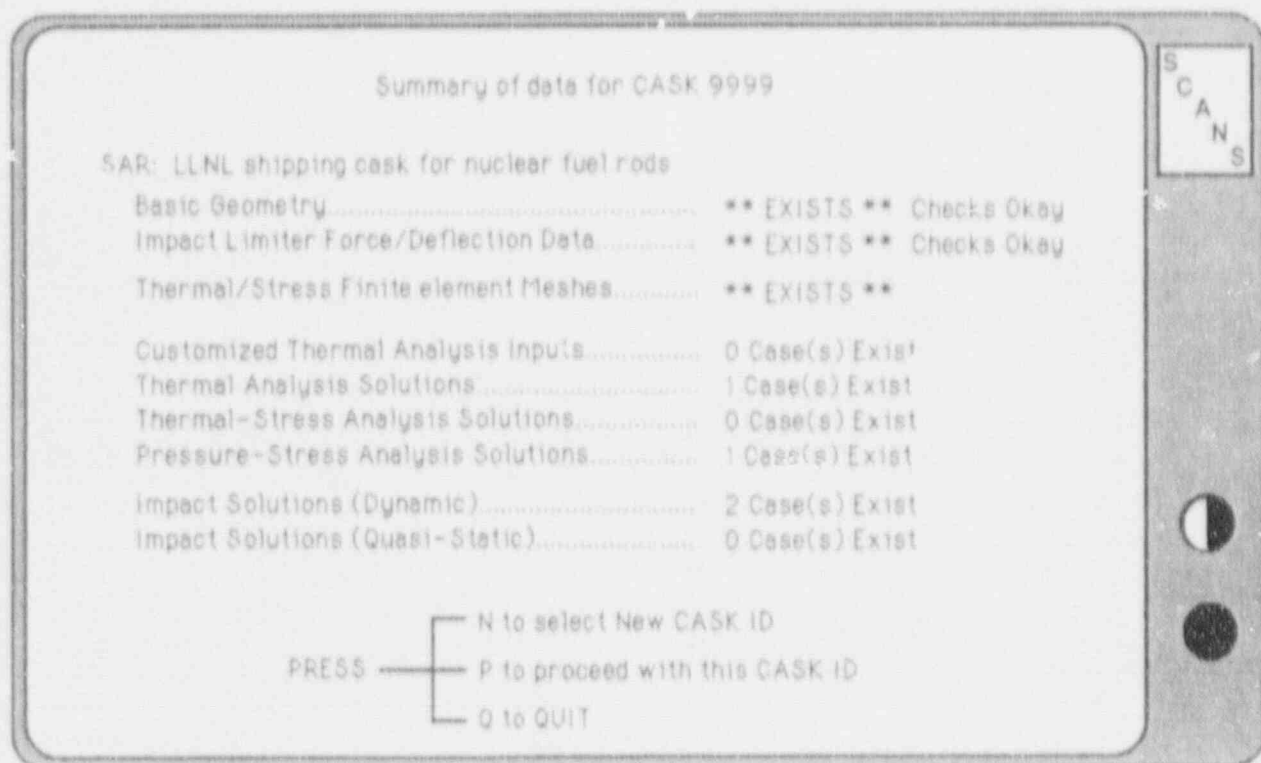 Summary of data for CASK 9999
SCANS
SAR: LLNL shipping cask for nuclear fuel rods
Basic Geometry........................................ ** EXISTS ** Checks Okay
Impact Limiter Force/Deflection Data............ ** EXISTS ** Checks Okay
Thermal/Stress Finite element Meshes.......... ** EXISTS **
Customized Thermal Analysis Inputs............. 0 Case(s) Exist
Thermal Analysis Solutions......................... 1 Case(s) Exist
Thermal-Stress Analysis Solutions.............. 0 Case(s) Exist
Pressure-Stress Analysis Solutions............ 1 Case(s) Exist
Impact Solutions (Dynamic)......................... 2 Case(s) Exist
Impact Solutions (Quasi-Static)................... 0 Case(s) Exist
N to select New CASK ID
PRESS P to proceed with this CASK ID
Q to QUIT